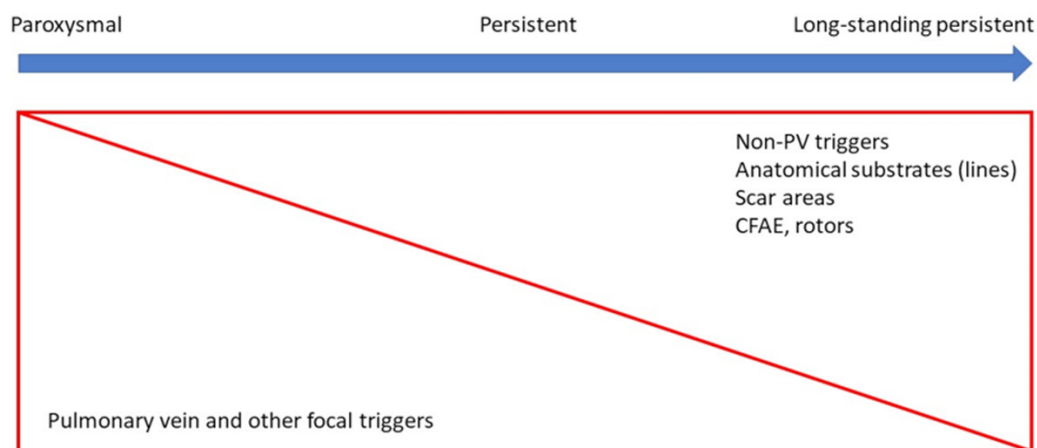 Paroxysmal
Persistent
Long-standing persistent
Non-PV triggers
Anatomical substrates (lines)
Scar areas
CFAE, rotors
Pulmonary vein and other focal triggers